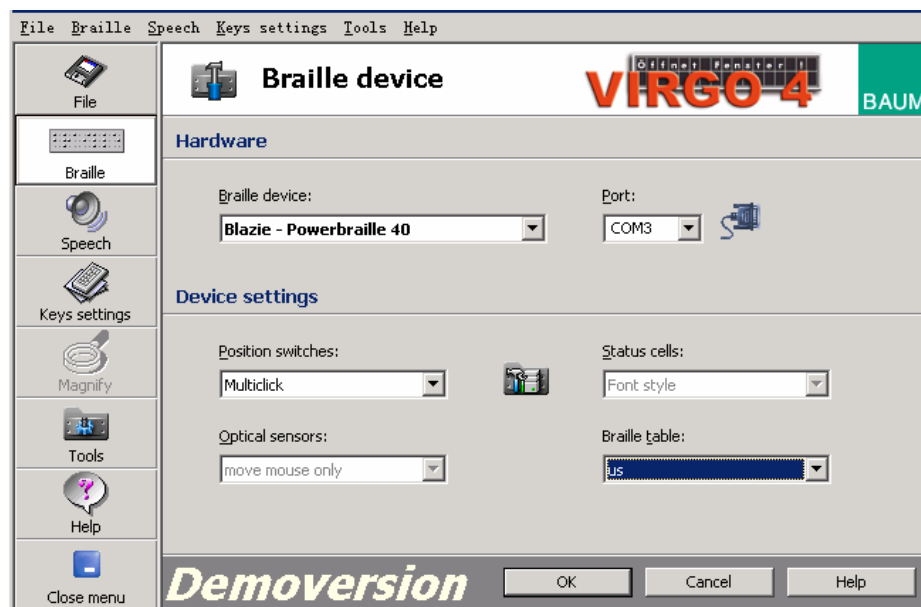 File Braille Speech Keys settings Tools Help
File
Braille
Speech
Keys settings
Magnify
Tools
Help
Close menu
Braille device
Öffnet Fenster!
VIRGO 4
BAUM
Hardware
Braille device:
Port:
Blazie - Powerbraille 40
COM3
Device settings
Position switches:
Status cells:
Multiclick
Font style
Optical sensors:
Braille table:
move mouse only
us
Demoversion
OK
Cancel
Help